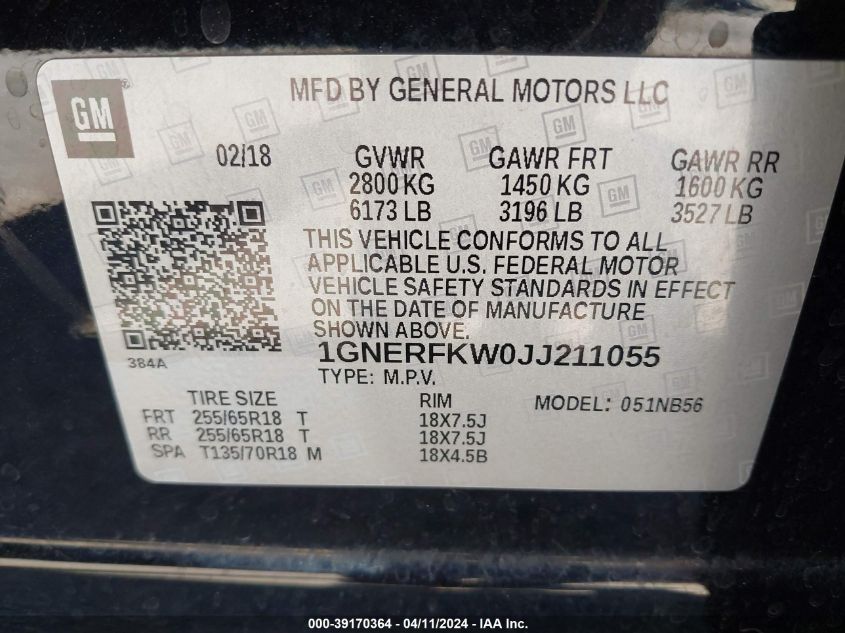 MFD BY GENERAL MOTORS LLC
GM
02/18 GVWR GAWR FRT GAWR RR
2800 KG 1450 KG 1600 KG
6173 LB 3196 LB 3527 LB
THIS VEHICLE CONFORMS TO ALL
APPLICABLE U.S. FEDERAL MOTOR
VEHICLE SAFETY STANDARDS IN EFFECT
ON THE DATE OF MANUFACTURE
SHOWN ABOVE.
384A
1GNERFKW0JJ211055
TYPE: M.P.V.
TIRE SIZE RIM MODEL: 051NB56
FRT 255/65R18 T 18X7.5J
RR 255/65R18 T 18X7.5J
SPA T135/70R18 M 18X4.5B
000-39170364 - 04/11/2024 - IAA Inc.